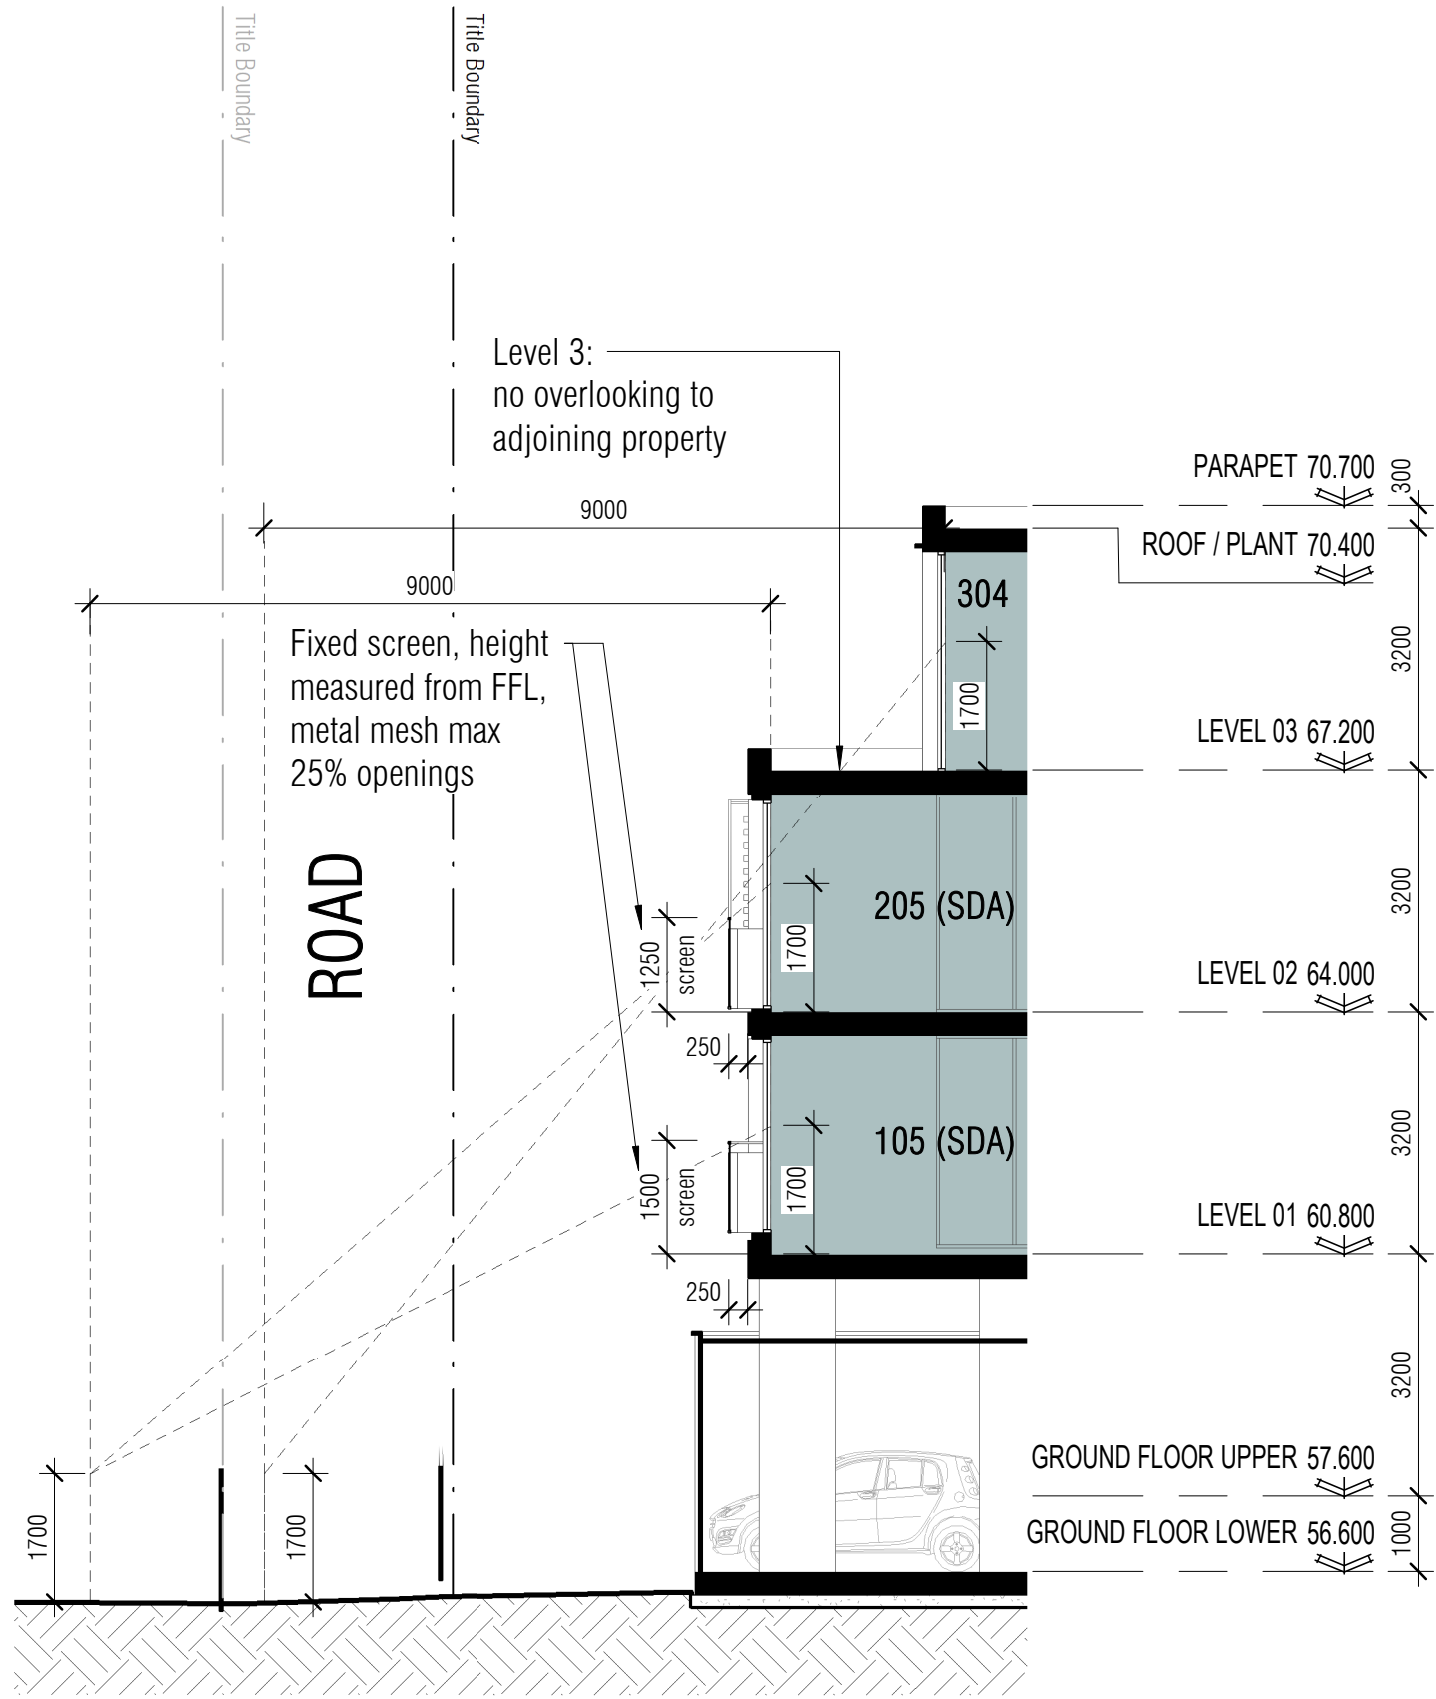 Title Boundary
Title Boundary
Level 3:
no overlooking to
adjoining property
PARAPET 70.700
300
9000
ROOF / PLANT 70.400
9000
304
Fixed screen, height
measured from FFL,
metal mesh max
25% openings
3200
1700
LEVEL 03 67.200
ROAD
205 (SDA)
3200
1250
screen
1700
LEVEL 02 64.000
250
105 (SDA)
3200
1500
screen
1700
LEVEL 01 60.800
250
3200
GROUND FLOOR UPPER 57.600
1700
1700
GROUND FLOOR LOWER 56.600
1000